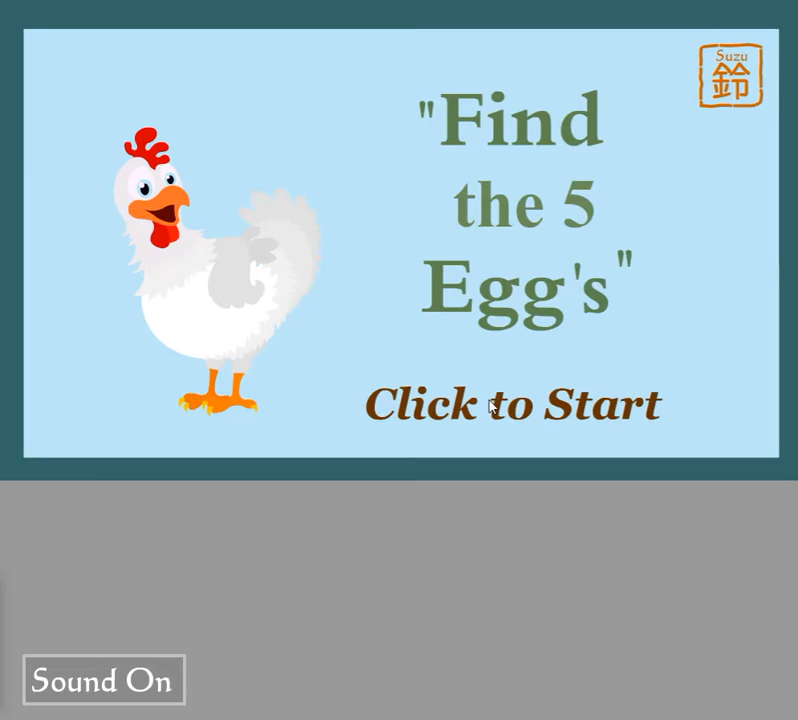 Suzu
鈴
"Find
the 5
Egg's"
Click to Start
Sound On